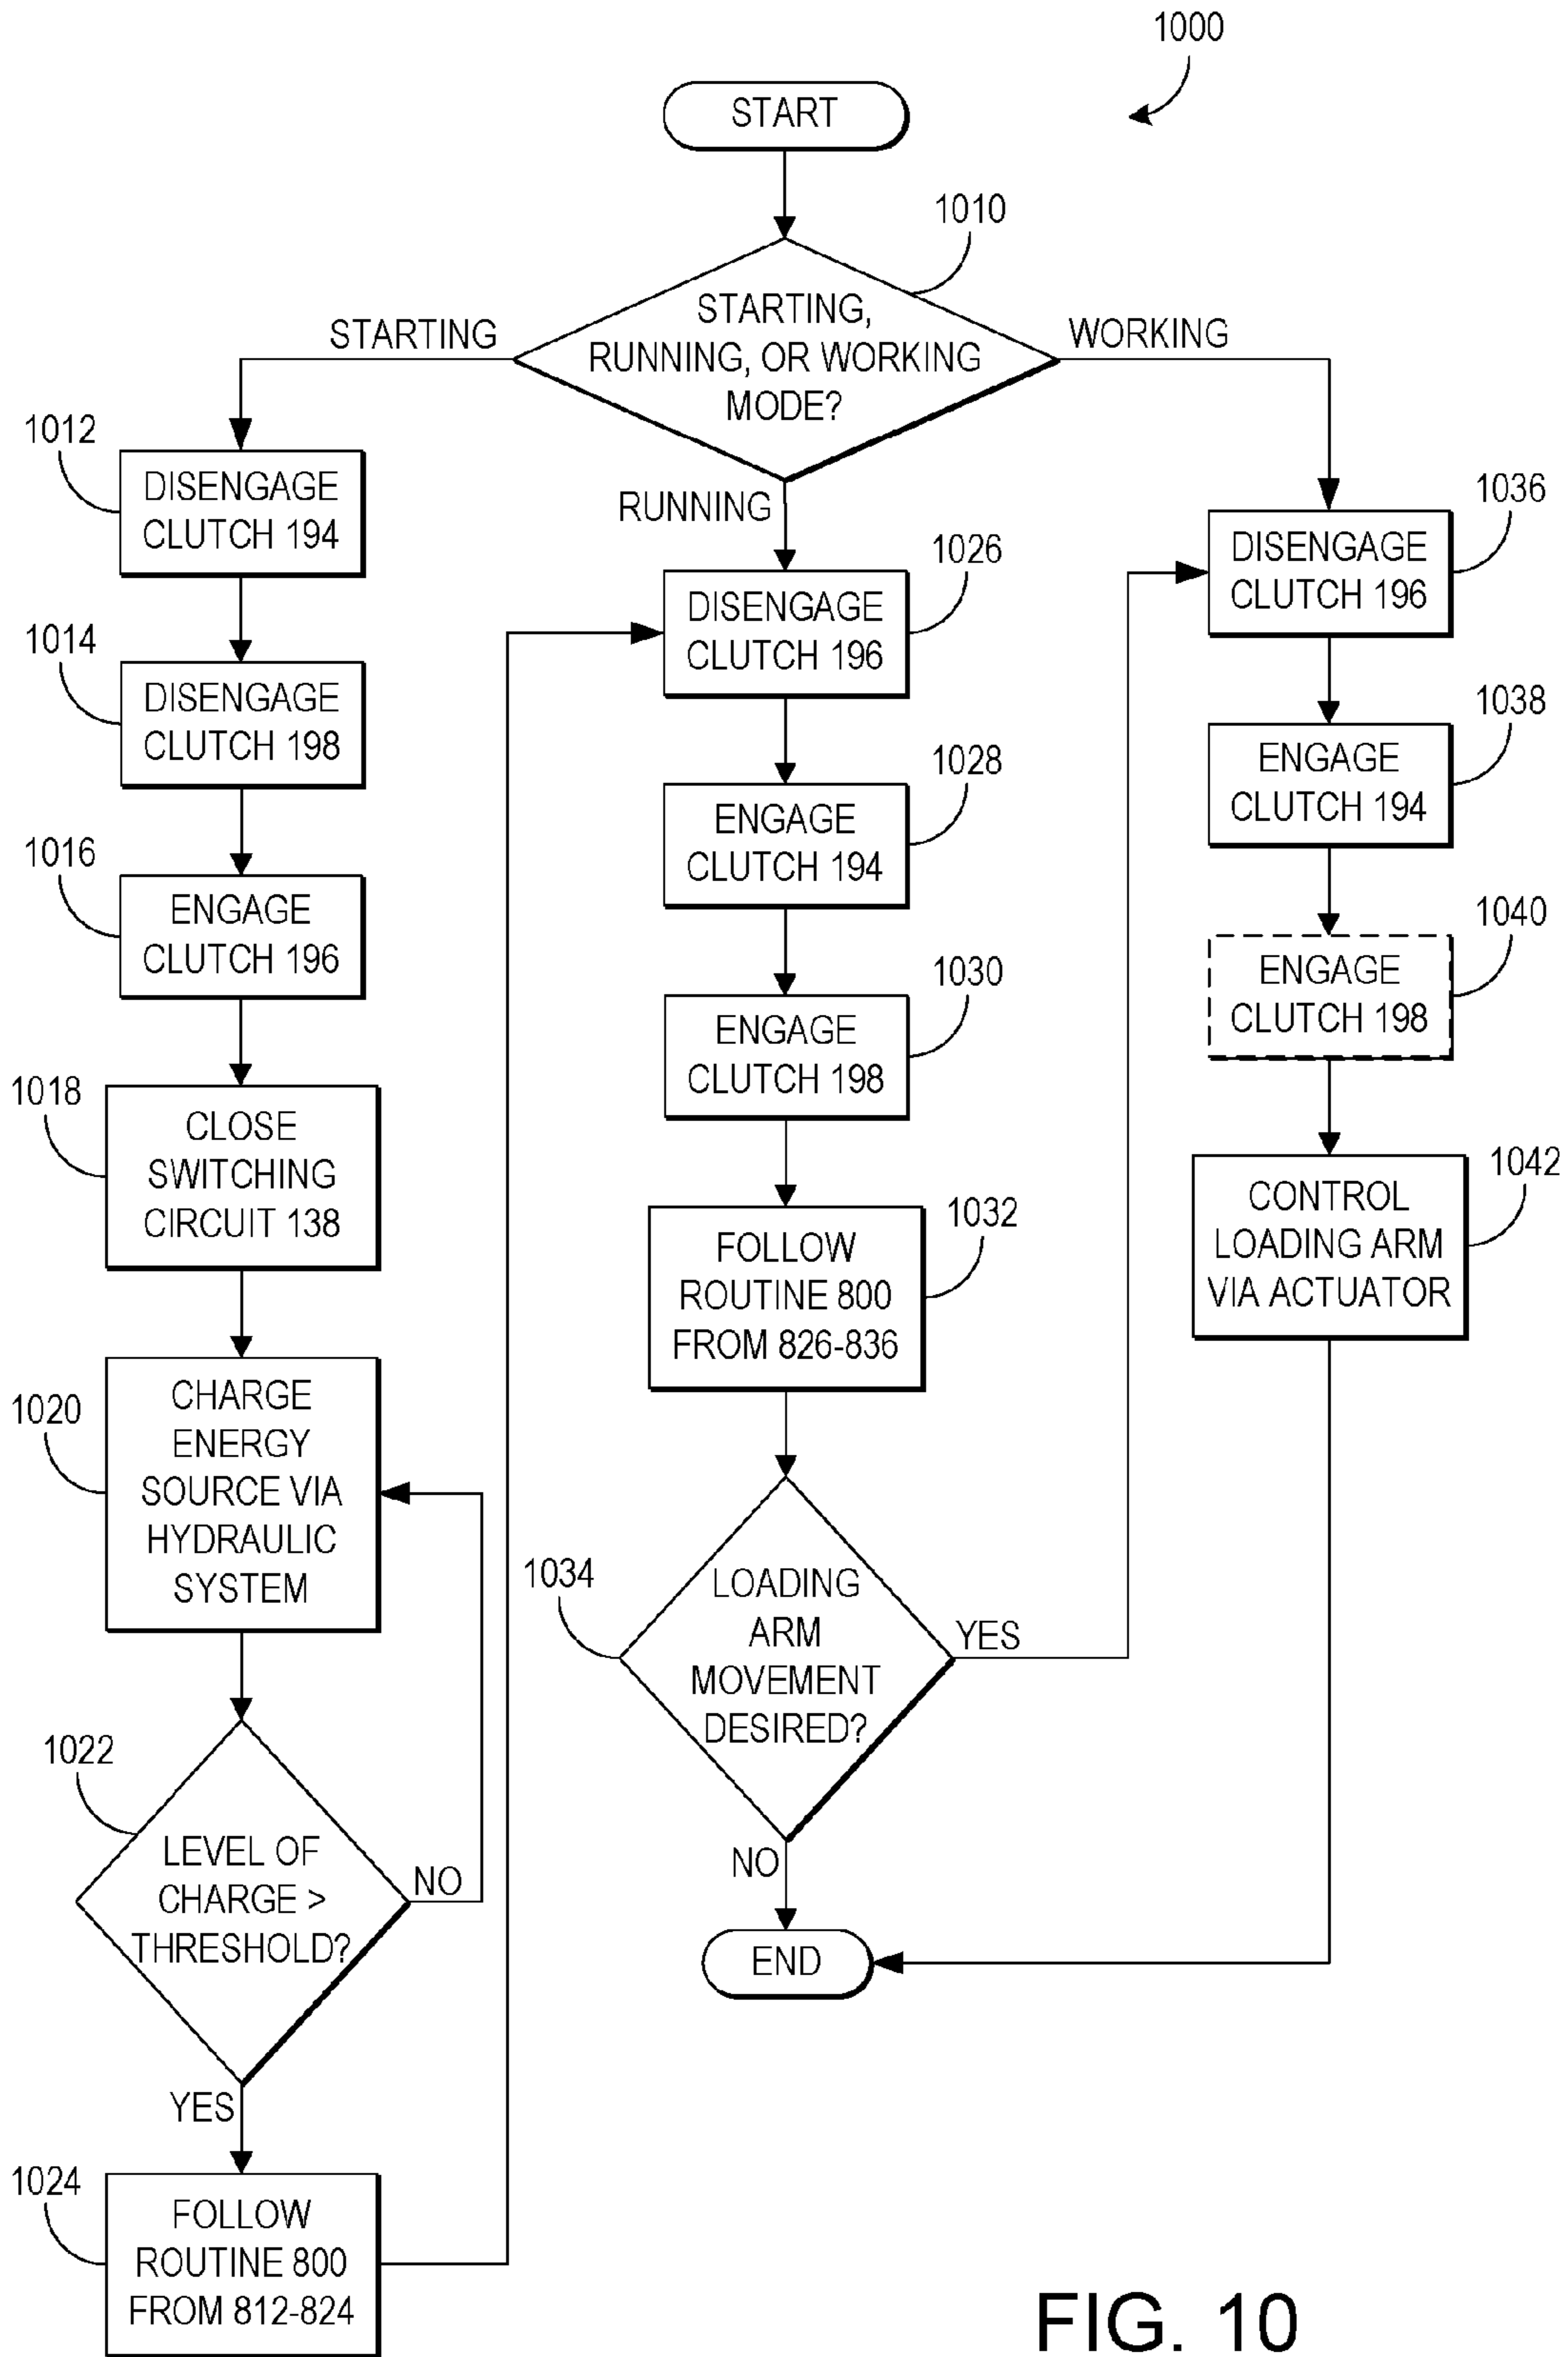 1000
START
1010
STARTING,
RUNNING, OR WORKING
MODE?
STARTING
WORKING
RUNNING
1012
DISENGAGE
CLUTCH 194
1014
DISENGAGE
CLUTCH 198
1016
ENGAGE
CLUTCH 196
1018
CLOSE
SWITCHING
CIRCUIT 138
1020
CHARGE
ENERGY
SOURCE VIA
HYDRAULIC
SYSTEM
1022
LEVEL OF
CHARGE >
THRESHOLD?
NO
YES
1024
FOLLOW
ROUTINE 800
FROM 812-824
1026
DISENGAGE
CLUTCH 196
1028
ENGAGE
CLUTCH 194
1030
ENGAGE
CLUTCH 198
1032
FOLLOW
ROUTINE 800
FROM 826-836
1034
LOADING
ARM
MOVEMENT
DESIRED?
YES
NO
END
1036
DISENGAGE
CLUTCH 196
1038
ENGAGE
CLUTCH 194
1040
ENGAGE
CLUTCH 198
1042
CONTROL
LOADING ARM
VIA ACTUATOR
FIG. 10